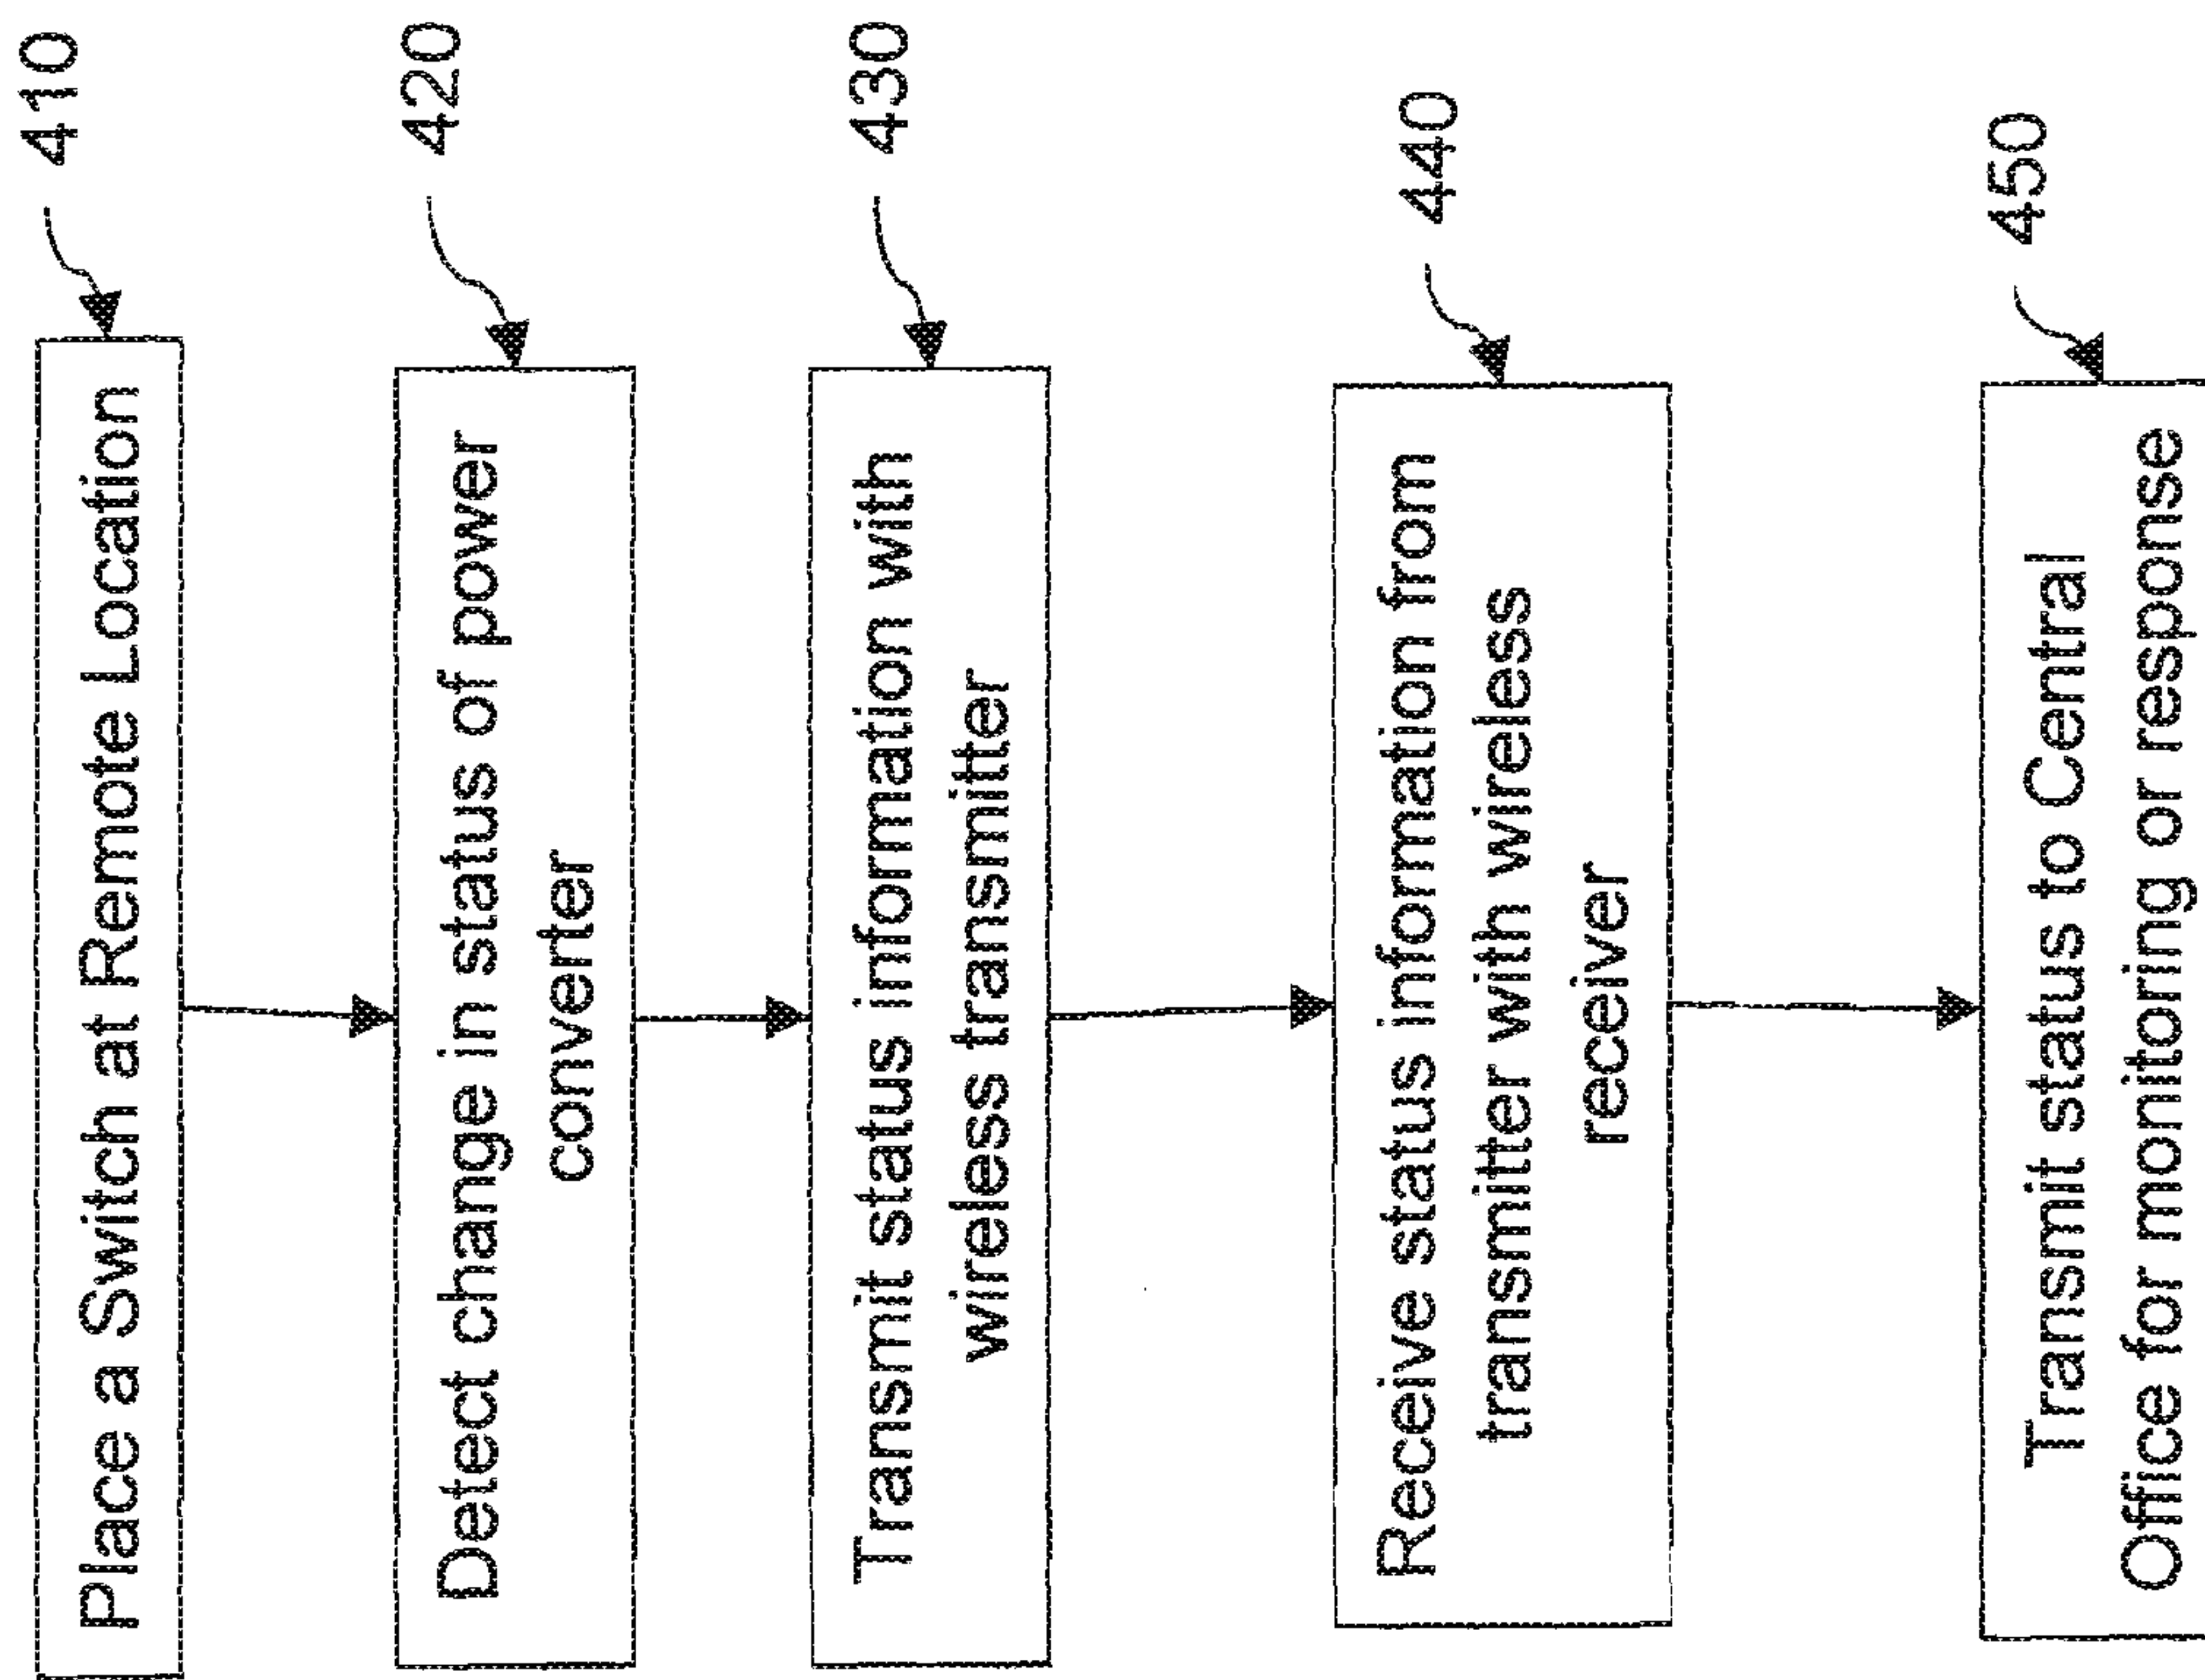 410
Place a Switch at Remote Location
420
Detect change in status of power
converter
430
Transmit status information with
wireless transmitter
440
Receive status information from
transmitter with wireless
receiver
450
Transmit status to Central
Office for monitoring or response